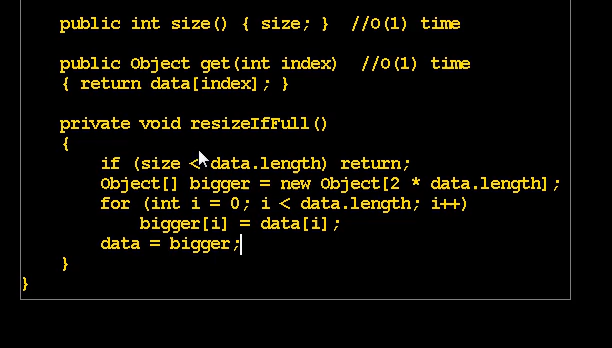 public int size() { size; } //O(1) time
public Object get(int index) //O(1) time
{ return data[index]; }
private void resizeIfFull()
{
if (size < data.length) return;
Object[] bigger = new Object[2 * data.length];
for (int i = 0; i < data.length; i++)
bigger[i] = data[i];
data = bigger;
}
}